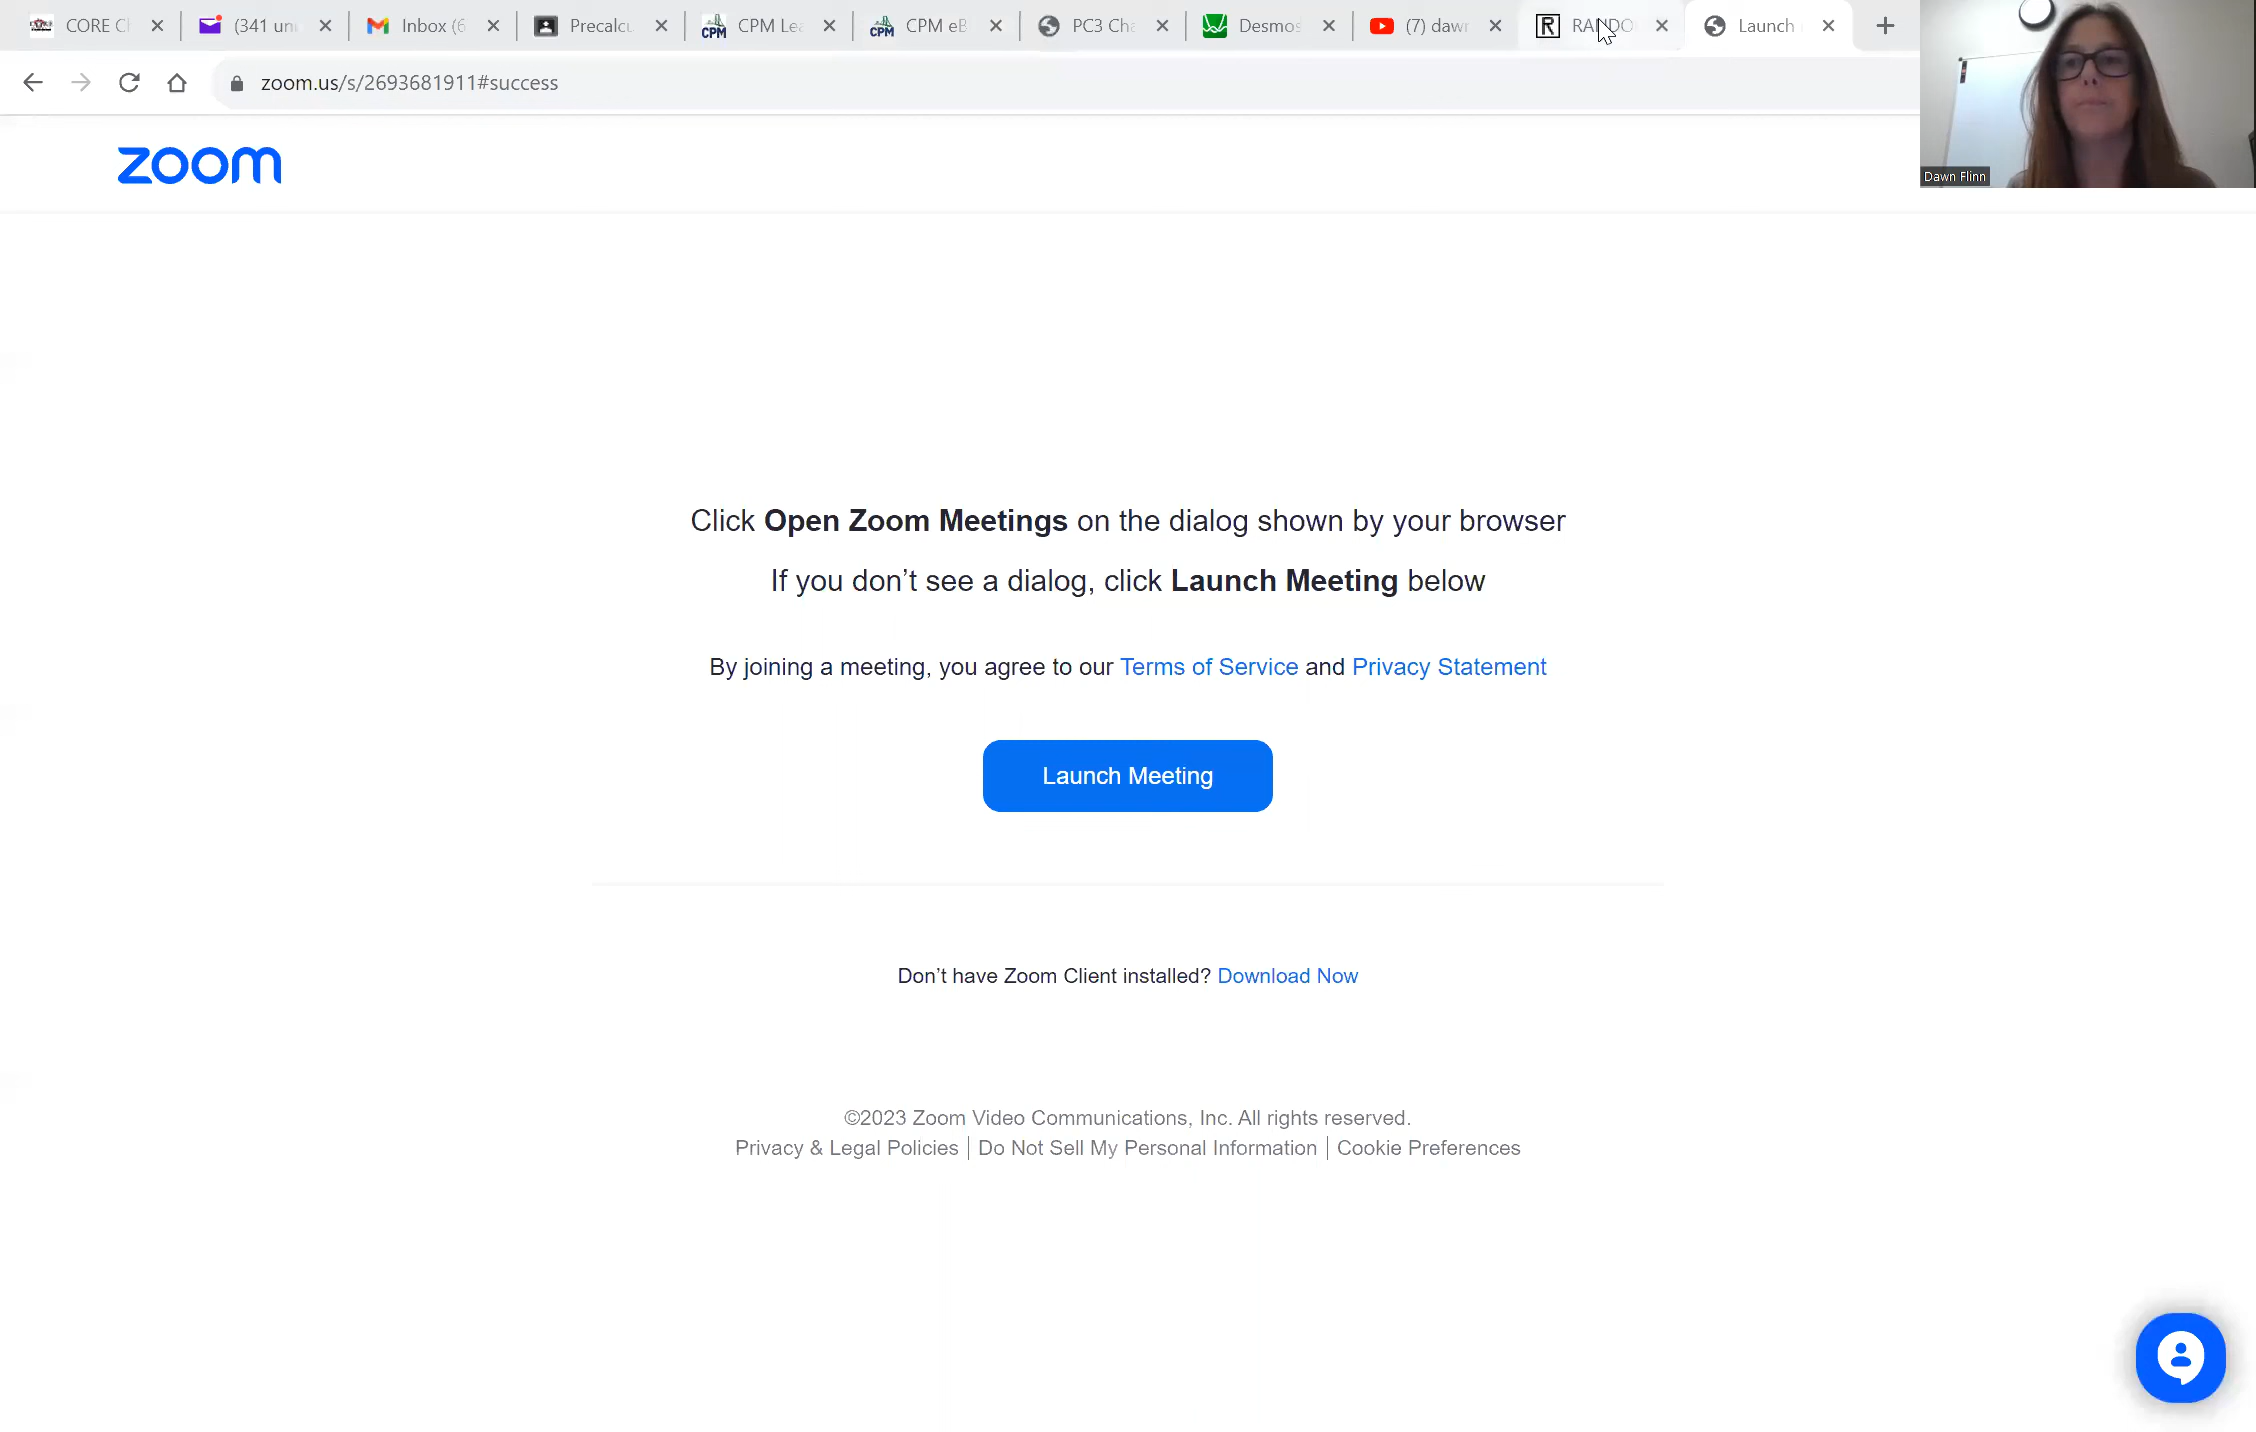 CORE Cl
(341 un
Inbox (6
Precalcu
CPM Lea
CPM eB
PC3 Cha
Desmos
(7) dawn
RANDO
Launch
zoom.us/s/2693681911#success
zoom
Dawn Flinn
Click Open Zoom Meetings on the dialog shown by your browser
If you don’t see a dialog, click Launch Meeting below
By joining a meeting, you agree to our Terms of Service and Privacy Statement
Launch Meeting
Don’t have Zoom Client installed? Download Now
©2023 Zoom Video Communications, Inc. All rights reserved.
Privacy & Legal Policies | Do Not Sell My Personal Information | Cookie Preferences